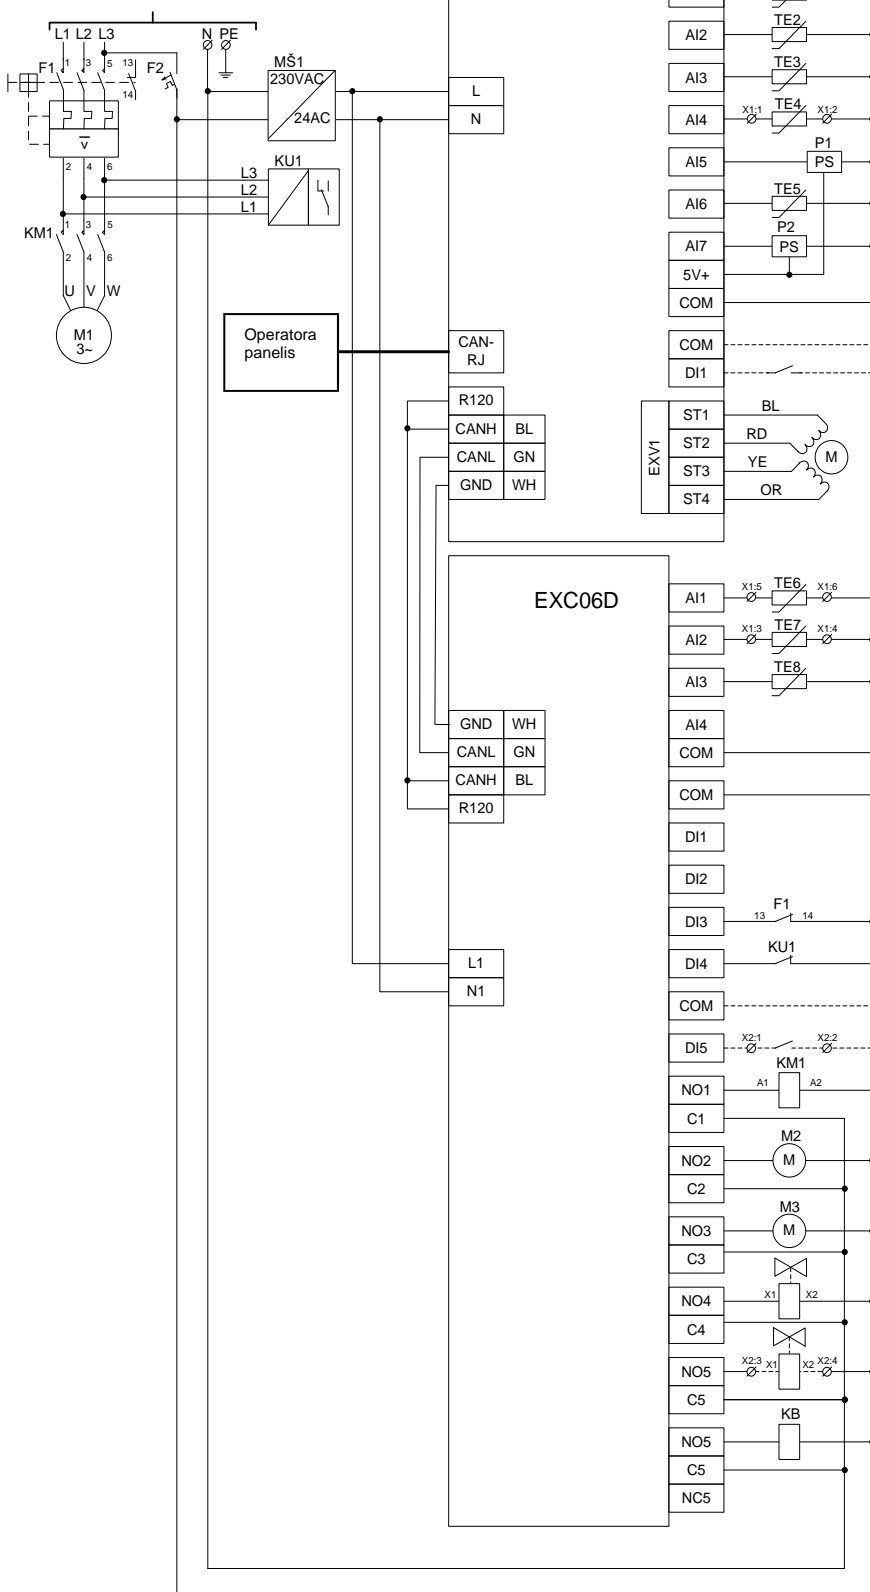 L1 L2 L3 N PE
F1 1 3 5 13 14 F2
v
2 4 6
MŠ1
230VAC
24AC
KU1
L3
L2
L1
KM1 1 3 5
2 4 6
U V W
M1
3~
Operatora
panelis
L
N
CAN-
RJ
R120
CANH BL
CANL GN
GND WH
AI2 TE2
AI3 TE3
AI4 X1:1 TE4 X1:2
AI5 P1 PS
AI6 TE5
AI7 P2 PS
5V+
COM
COM
DI1
EXV1
ST1 BL
ST2 RD
ST3 YE
ST4 OR
M
EXC06D
GND WH
CANL GN
CANH BL
R120
L1
N1
AI1 X1:5 TE6 X1:6
AI2 X1:3 TE7 X1:4
AI3 TE8
AI4
COM
COM
DI1
DI2
DI3 13 F1 14
DI4 KU1
COM
DI5 X2:1 X2:2
NO1 A1 KM1 A2
C1
NO2 M2 M
C2
NO3 M3 M
C3
NO4 X1 X2
C4
NO5 X2:3 X1 X2 X2:4
C5
NO5 KB
C5
NC5